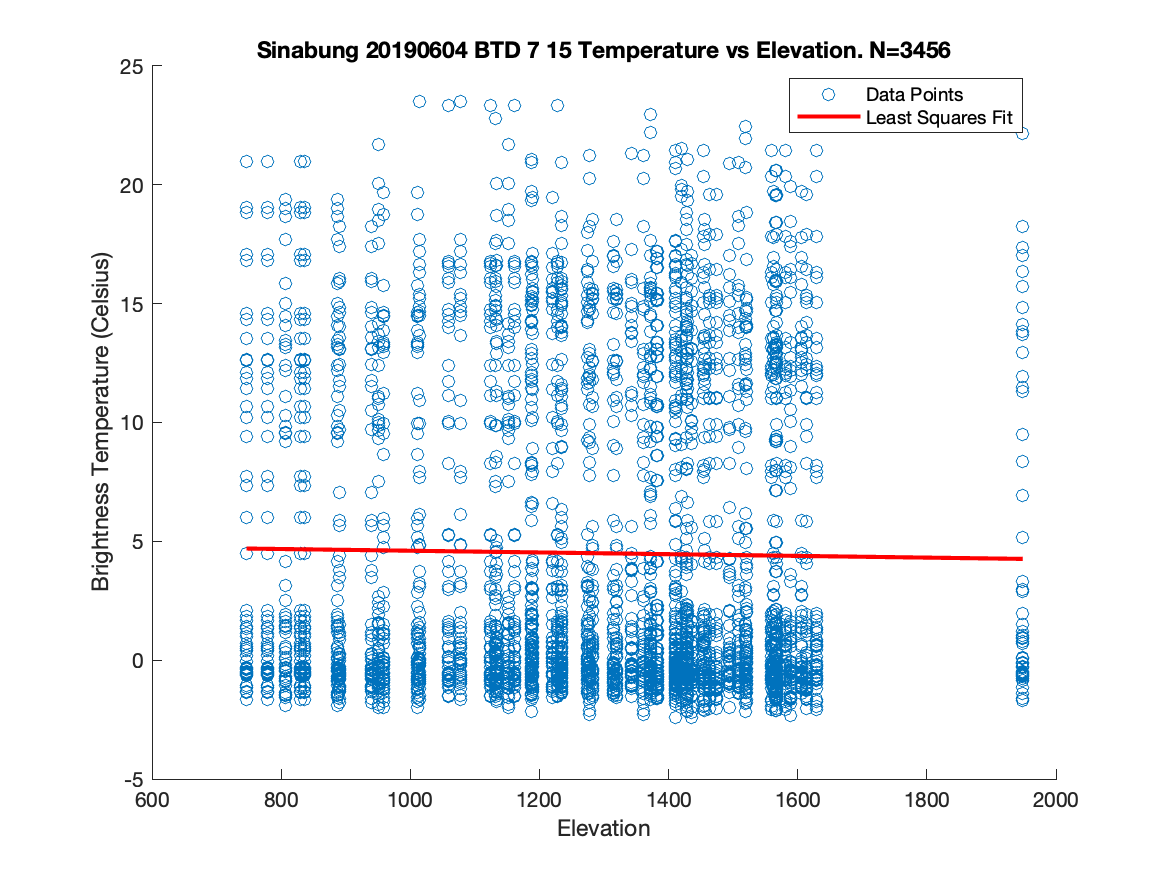 Sinabung 20190604 BTD 7 15 Temperature vs Elevation. N=3456
Data Points
Least Squares Fit
25
20
15
10
5
0
-5
Brightness Temperature (Celsius)
600 800 1000 1200 1400 1600 1800 2000
Elevation